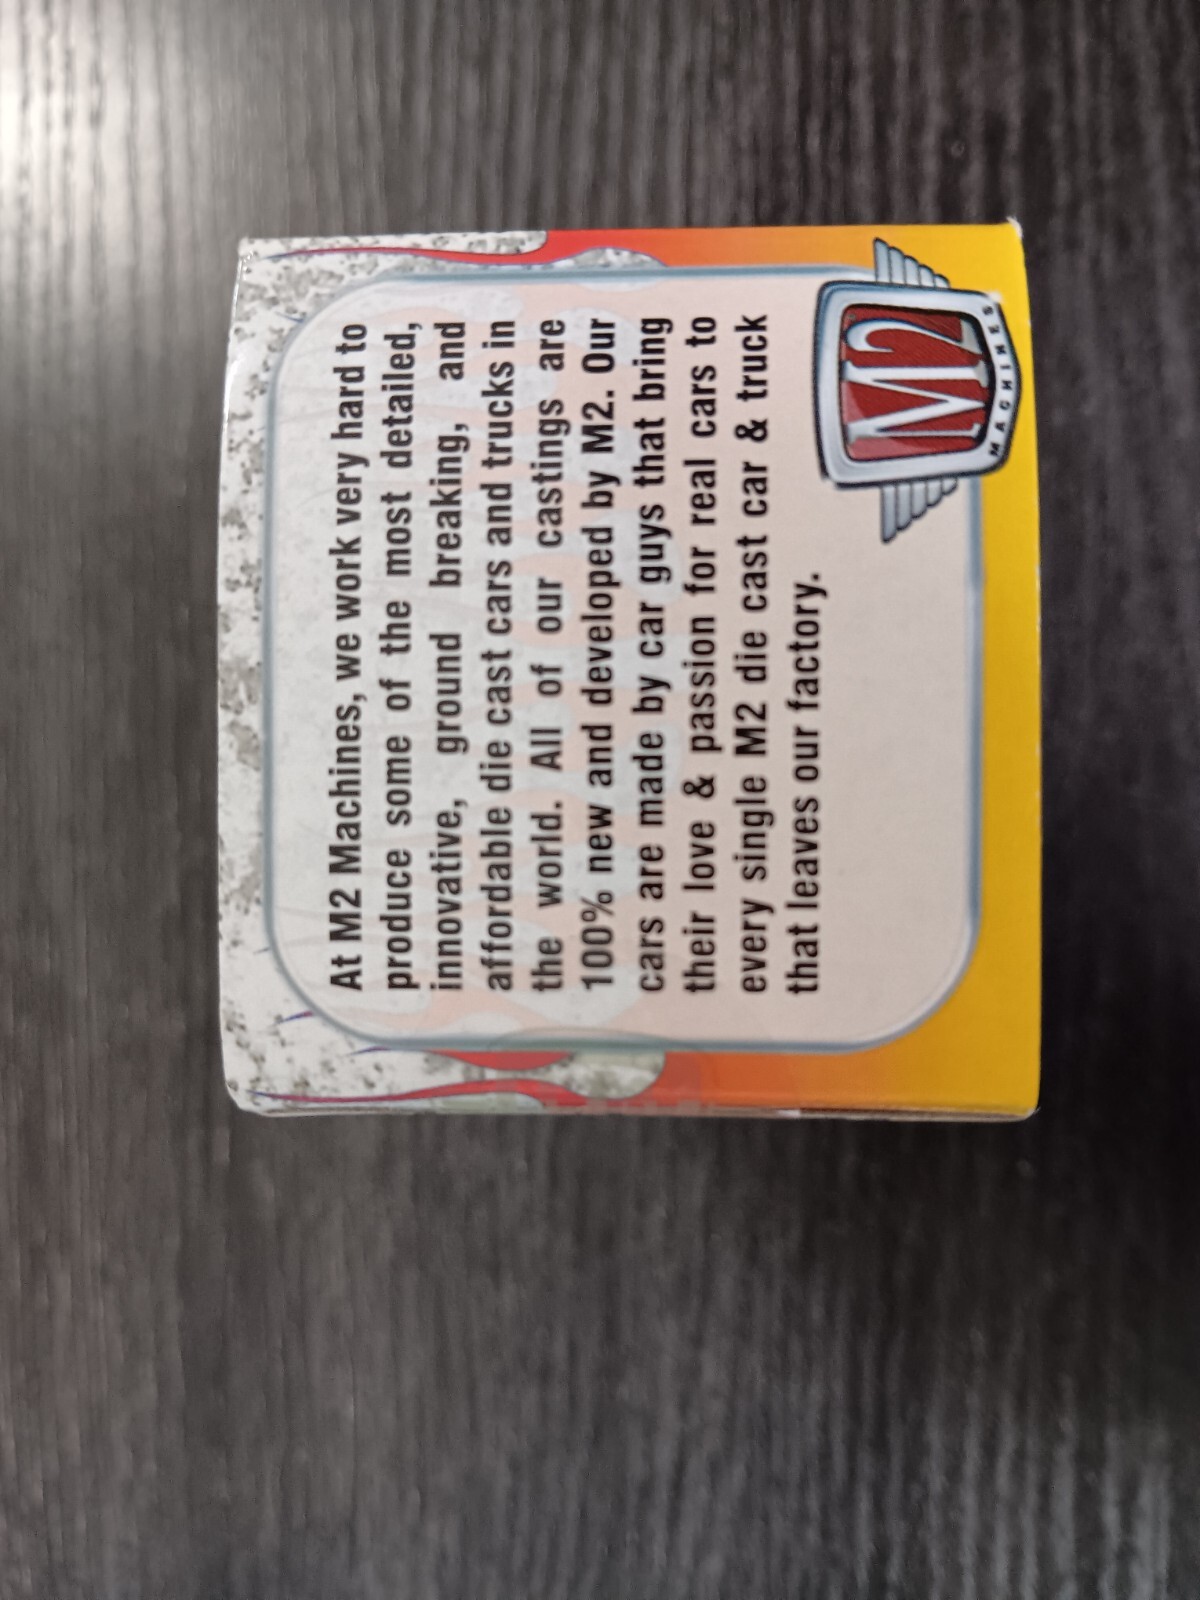 At M2 Machines, we work very hard to
produce some of the most detailed,
innovative, ground breaking, and
affordable die cast cars and trucks in
the world. All of our castings are
100% new and developed by M2. Our
cars are made by car guys that bring
their love & passion for real cars to
every single M2 die cast car & truck
that leaves our factory.
M2
MACHINES